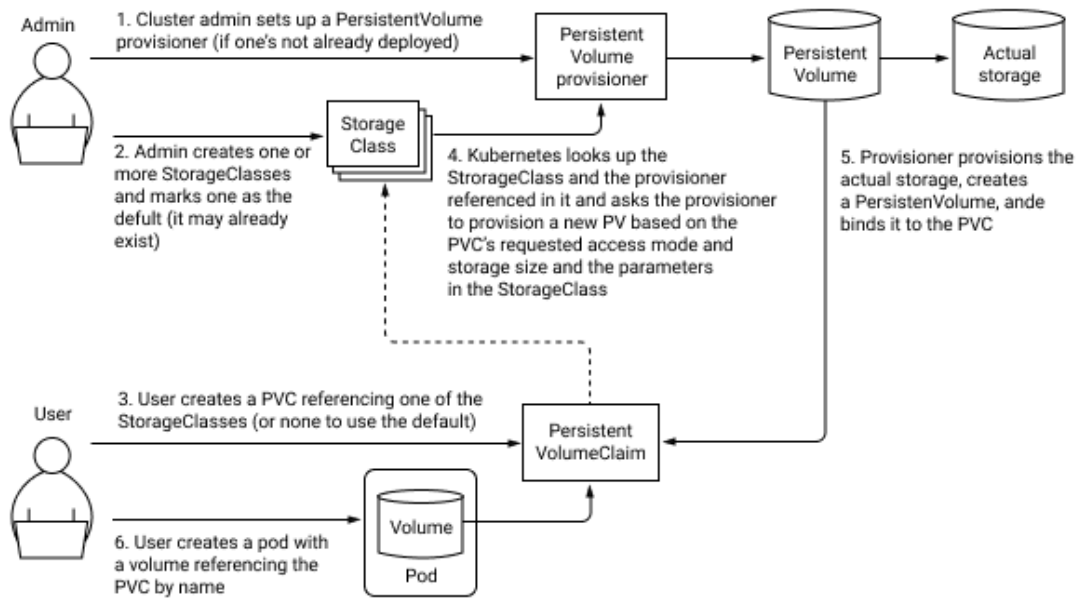 Admin
1. Cluster admin sets up a PersistentVolume
provisioner (if one's not already deployed)
Persistent
Volume
provisioner
Persistent
Volume
Actual
storage
Storage
Class
2. Admin creates one or
more StorageClasses
and marks one as the
defult (it may already
exist)
4. Kubernetes looks up the
StrorageClass and the provisioner
referenced in it and asks the provisioner
to provision a new PV based on the
PVC's requested access mode and
storage size and the parameters
in the StorageClass
5. Provisioner provisions the
actual storage, creates
a PersistenVolume, ande
binds it to the PVC
User
3. User creates a PVC referencing one of the
StorageClasses (or none to use the default)
Persistent
VolumeClaim
Volume
Pod
6. User creates a pod with
a volume referencing the
PVC by name